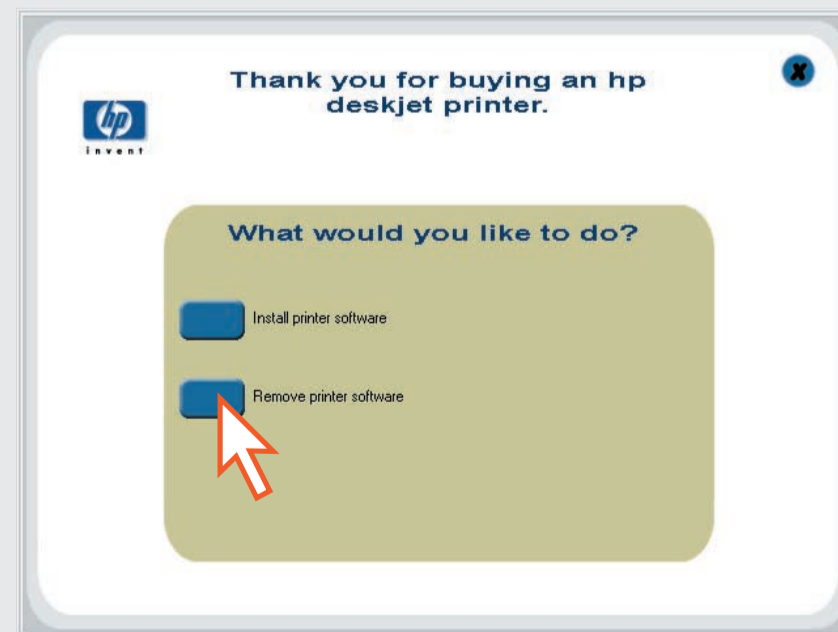 Thank you for buying an hp
deskjet printer.
hp
invent
X
What would you like to do?
Install printer software
Remove printer software